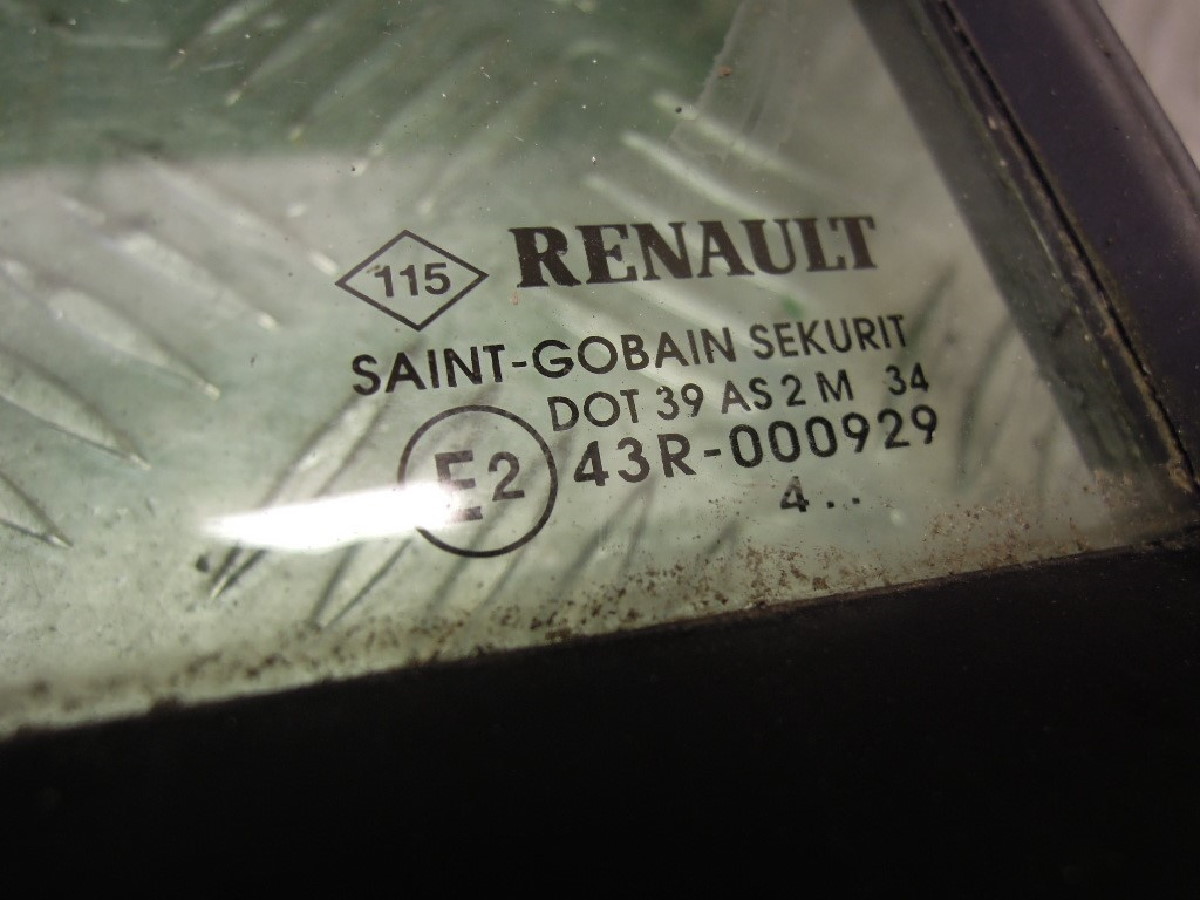 115 RENAULT
SAINT-GOBAIN SEKURIT
DOT 39 AS 2 M 34
E2 43R-000929
4..